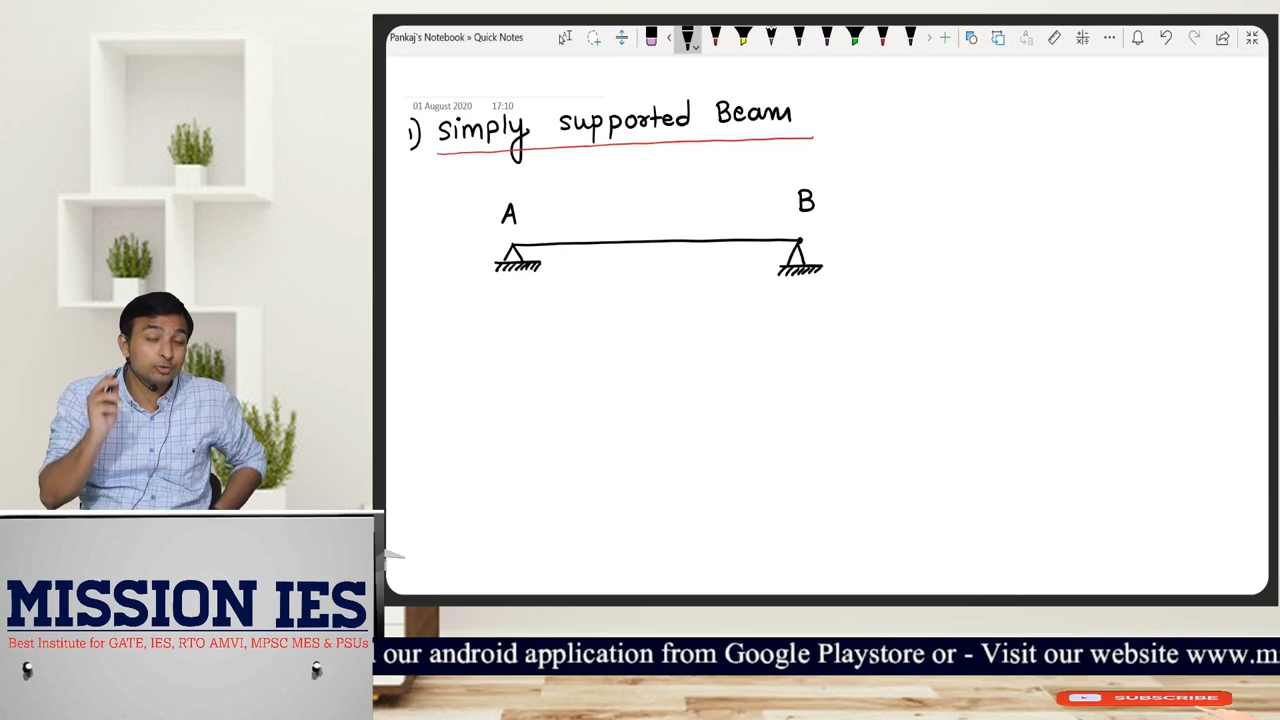 Pankaj's Notebook » Quick Notes
01 August 2020 17:10
1) simply supported Beam
A
B
MISSION IES
Best Institute for GATE, IES, RTO AMVI, MPSC MES & PSUs
our android application from Google Playstore or - Visit our website www.m
SUBSCRIBE